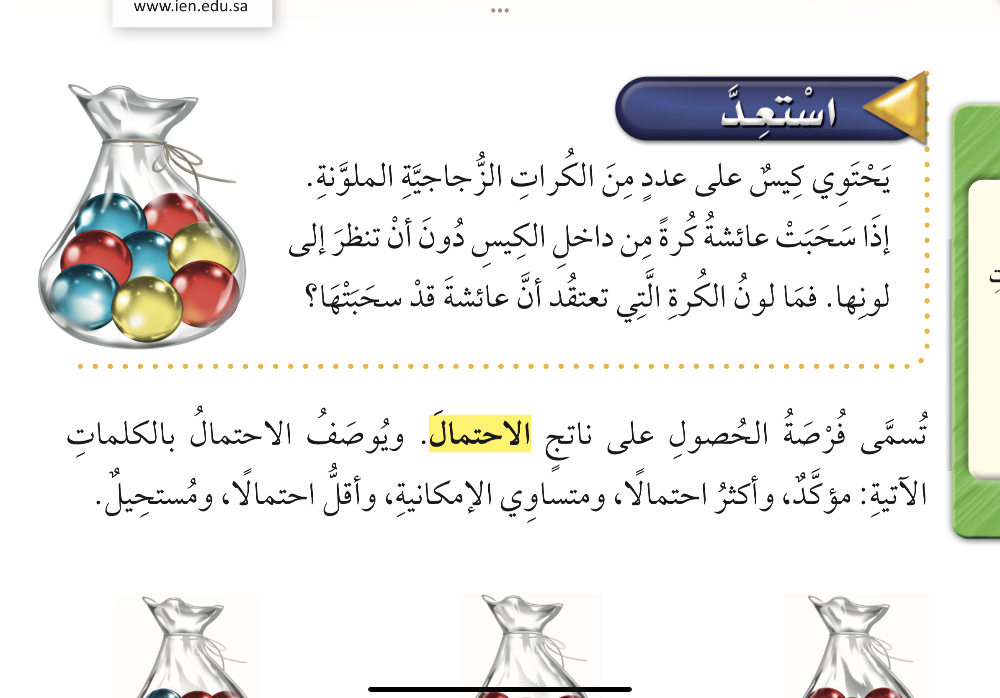 www.ien.edu.sa
اسْتعِدَّ
يَحْتَوِي كِيسٌ على عددٍ مِنَ الكُراتِ الزُّجاجيَّةِ الملوَّنةِ.
إذَا سَحَبَتْ عائشةُ كُرةً مِن داخلِ الكِيسِ دُونَ أنْ تنظرَ إلى
لونِها. فمَا لونُ الكُرةِ الَّتِي تعتقُد أنَّ عائشةَ قدْ سحَبَتْهَا؟
تُسمَّى فُرْصَةُ الحُصولِ على ناتجٍ الاحتمالَ. ويُوصَفُ الاحتمالُ بالكلماتِ
الآتيةِ: مؤكَّدٌ، وأكثرُ احتمالًا، ومتساوِي الإمكانيةِ، وأقلُّ احتمالًا، ومُستحِيلٌ.